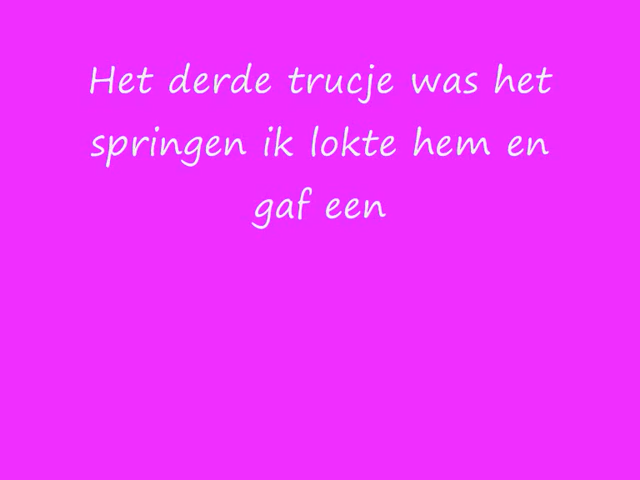 Het derde trucje was het
springen ik lokte hem en
gaf een